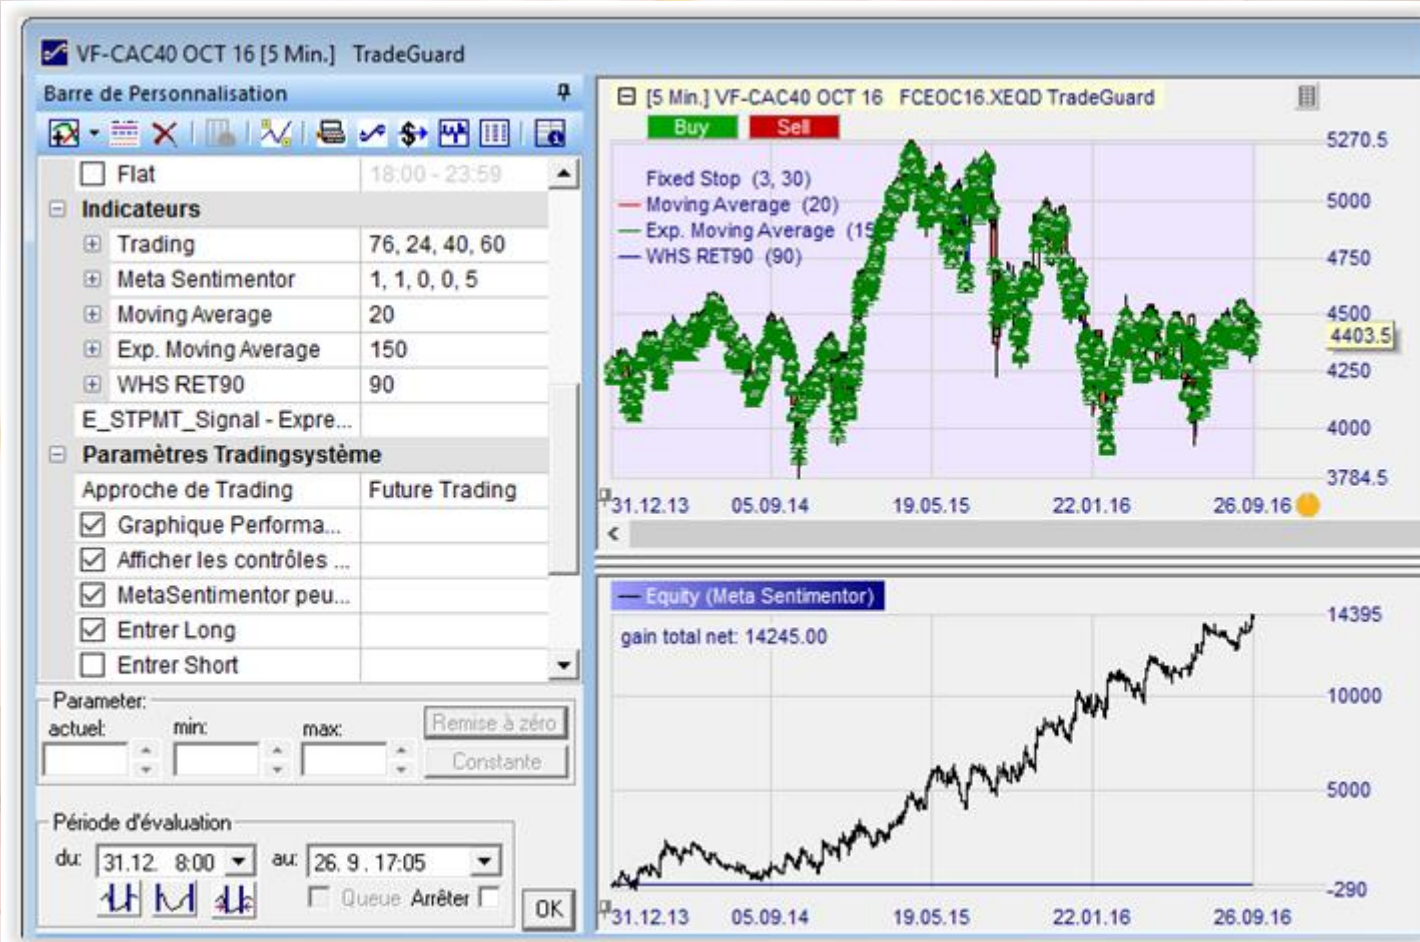 VF-CAC40 OCT 16 [5 Min.] TradeGuard
Barre de Personnalisation
Flat 18:00 - 23:59
Indicateurs
Trading 76, 24, 40, 60
Meta Sentimentor 1, 1, 0, 0, 5
Moving Average 20
Exp. Moving Average 150
WHS RET90 90
E_STPMT_Signal - Expre...
Paramètres Tradingsystème
Approche de Trading Future Trading
Graphique Performa...
Afficher les contrôles ...
MetaSentimentor peu...
Entrer Long
Entrer Short
Parameter:
actuel: min: max:
Remise à zéro
Constante
Période d'évaluation
du: 31.12. 8:00 au: 26. 9 . 17:05
Queue Arrêter
OK
[5 Min.] VF-CAC40 OCT 16 FCEOC16.XEQD TradeGuard
Buy Sell
Fixed Stop (3, 30)
Moving Average (20)
Exp. Moving Average (15
WHS RET90 (90)
5270.5
5000
4750
4500
4403.5
4250
4000
3784.5
31.12.13 05.09.14 19.05.15 22.01.16 26.09.16
Equity (Meta Sentimentor)
gain total net: 14245.00
14395
10000
5000
-290
31.12.13 05.09.14 19.05.15 22.01.16 26.09.16